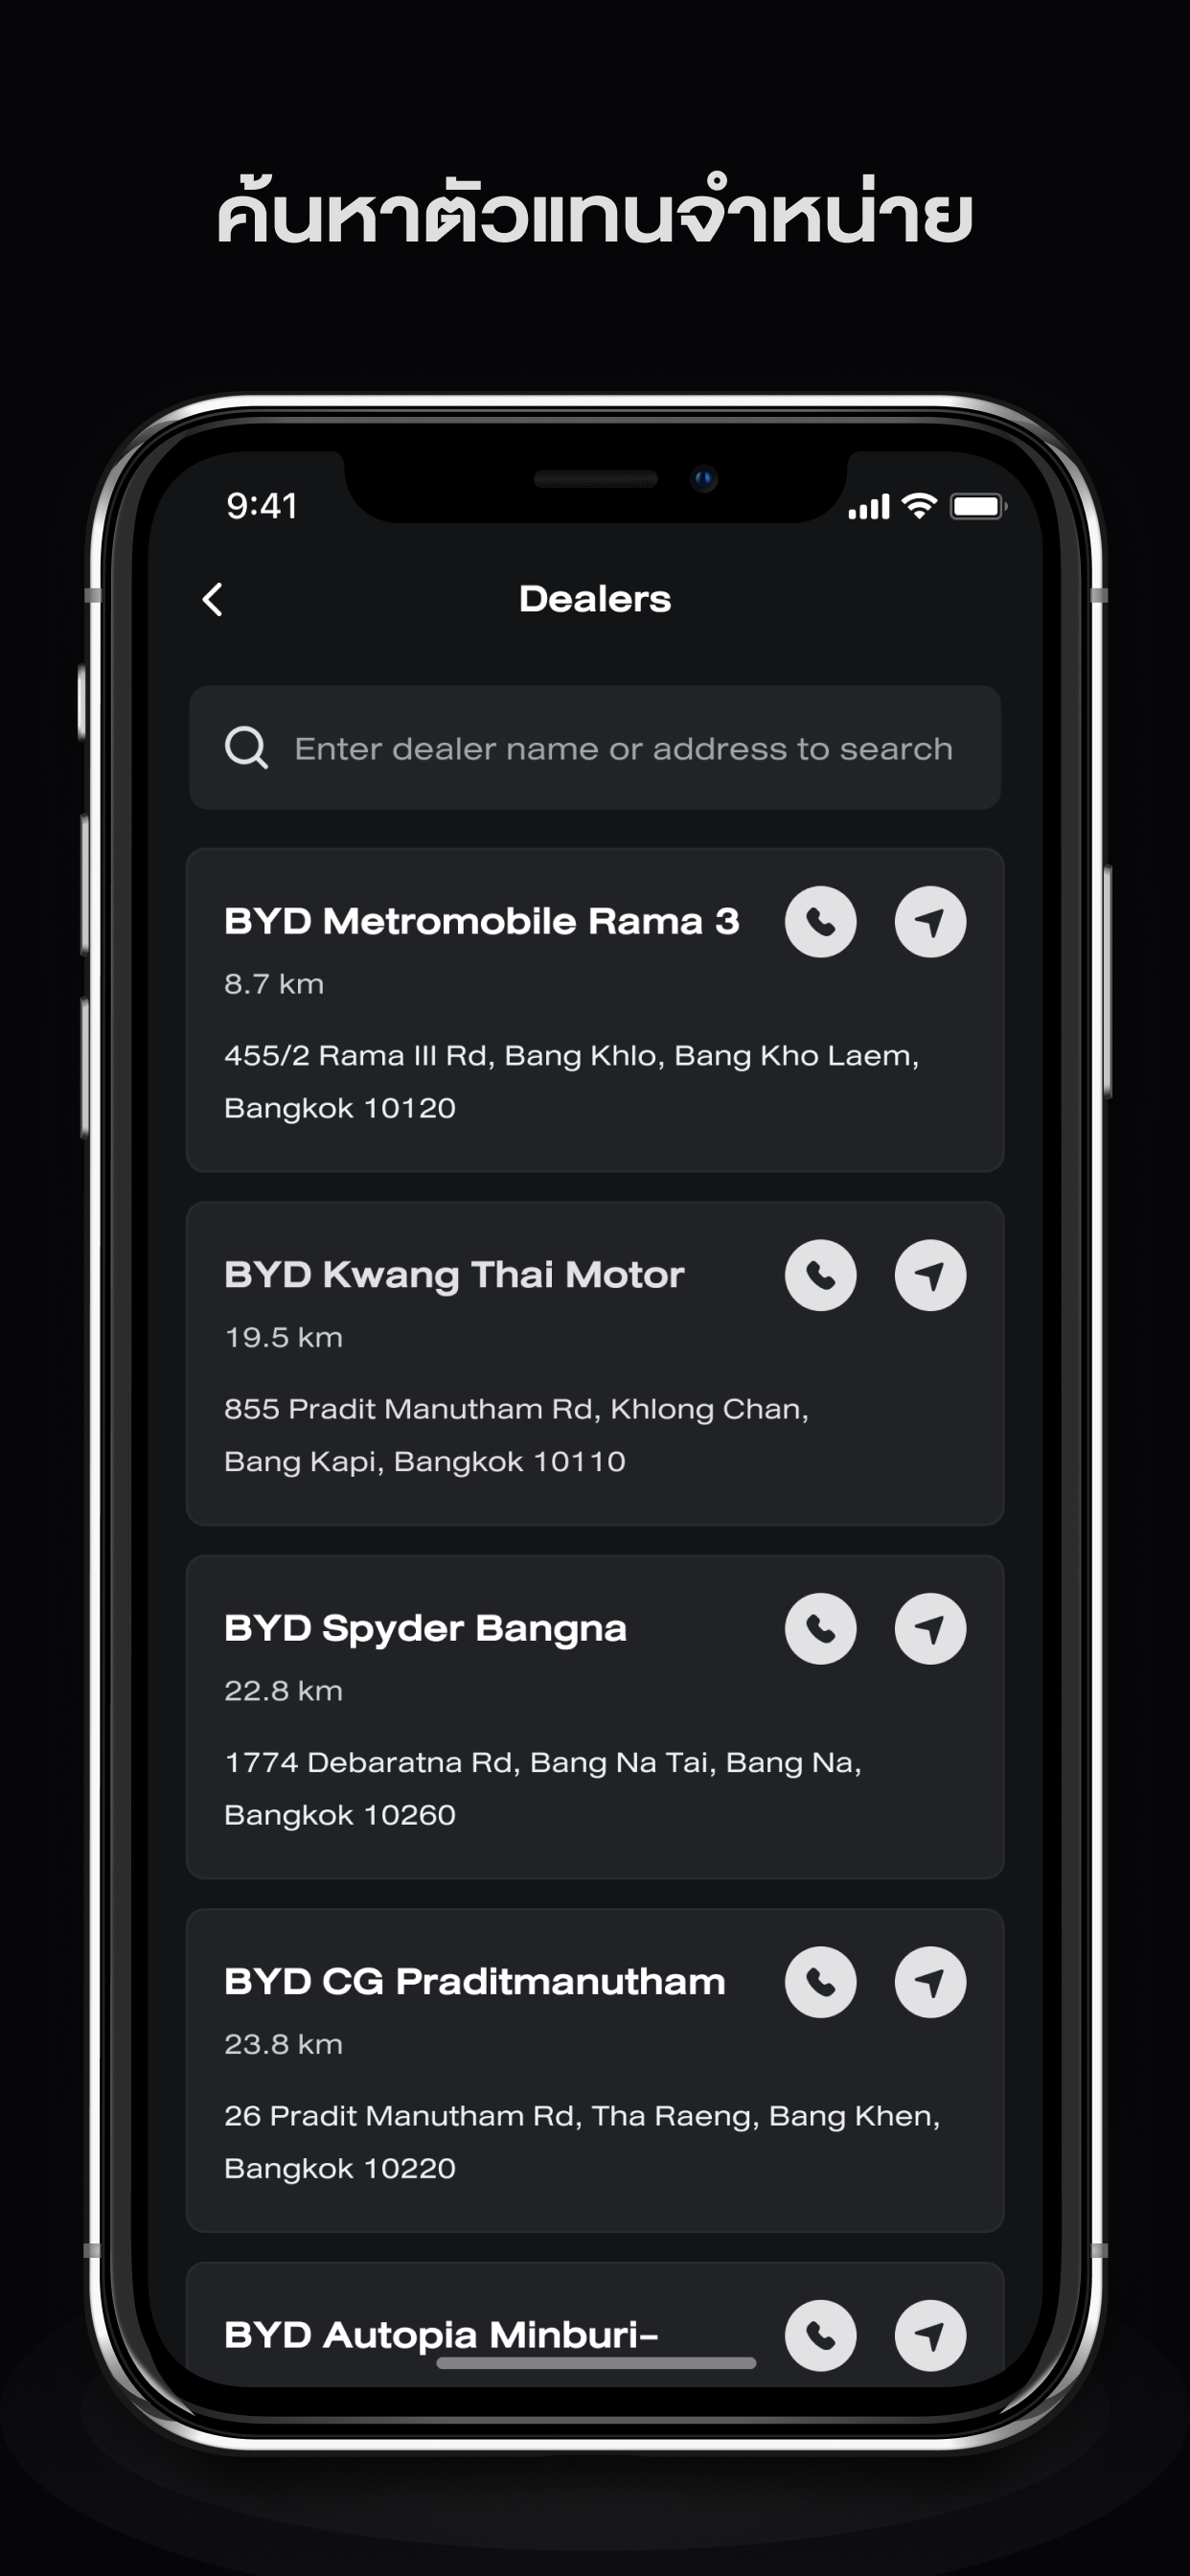 ค้นหาตัวแทนจำหน่าย
9:41
Dealers
Enter dealer name or address to search
BYD Metromobile Rama 3
8.7 km
455/2 Rama III Rd, Bang Khlo, Bang Kho Laem,
Bangkok 10120
BYD Kwang Thai Motor
19.5 km
855 Pradit Manutham Rd, Khlong Chan,
Bang Kapi, Bangkok 10110
BYD Spyder Bangna
22.8 km
1774 Debaratna Rd, Bang Na Tai, Bang Na,
Bangkok 10260
BYD CG Praditmanutham
23.8 km
26 Pradit Manutham Rd, Tha Raeng, Bang Khen,
Bangkok 10220
BYD Autopia Minburi-